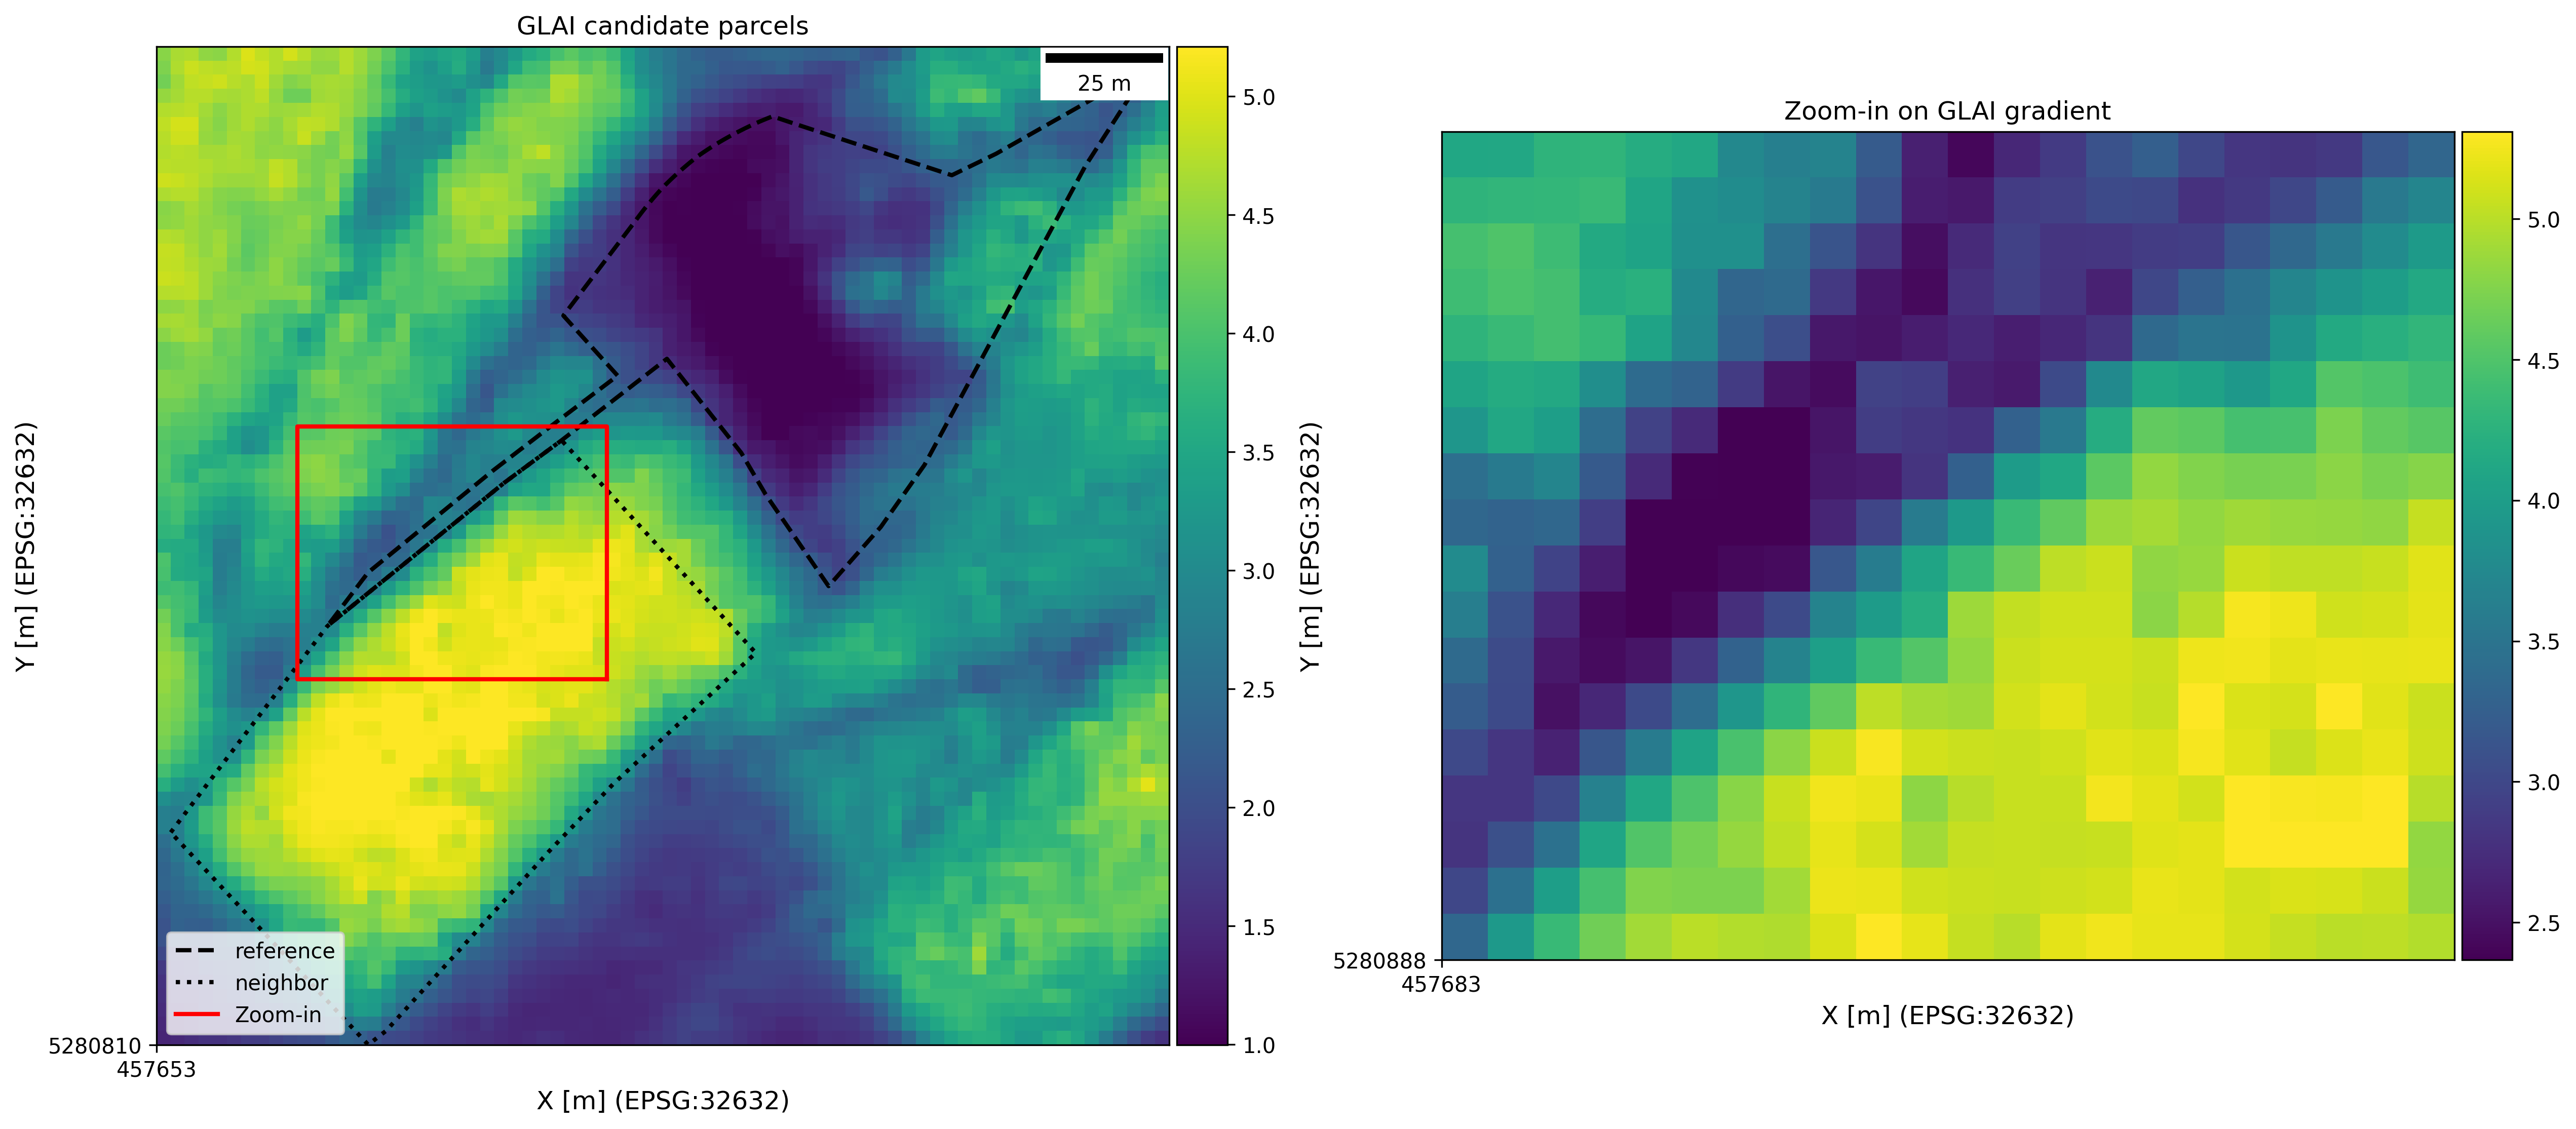 GLAI candidate parcels
25 m
5.0
4.5
4.0
3.5
3.0
2.5
2.0
1.5
1.0
Y [m] (EPSG:32632)
5280810
457653
X [m] (EPSG:32632)
reference
neighbor
Zoom-in
Zoom-in on GLAI gradient
5.0
4.5
4.0
3.5
3.0
2.5
Y [m] (EPSG:32632)
5280888
457683
X [m] (EPSG:32632)